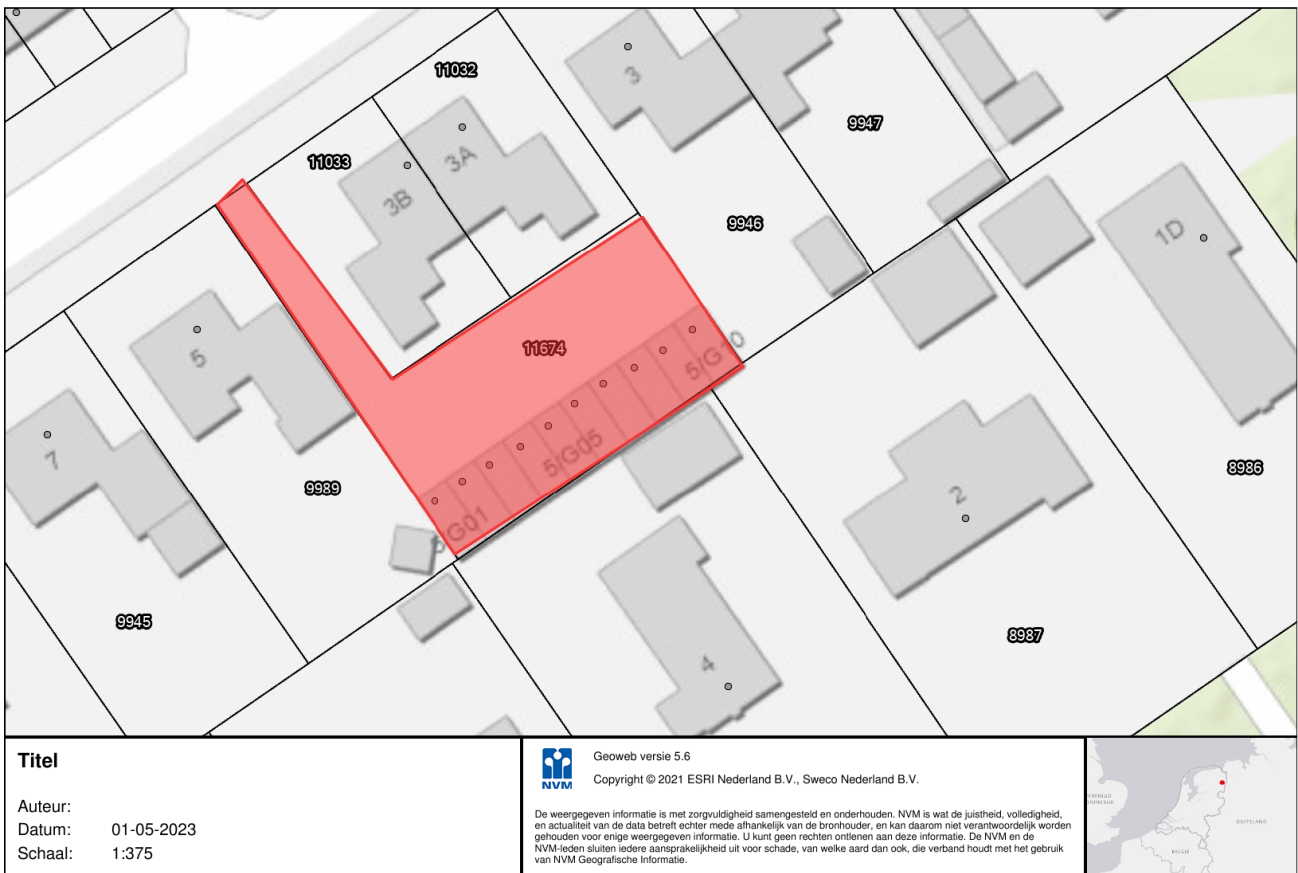 11032
3
9947
11033
3A
3B
9946
1D
5
11674
5/G10
7
5/G05
9989
2
8986
5/G01
9945
4
8987
Titel
Auteur:
Datum: 01-05-2023
Schaal: 1:375
NVM
Geoweb versie 5.6
Copyright © 2021 ESRI Nederland B.V., Sweco Nederland B.V.
De weergegeven informatie is met zorgvuldigheid samengesteld en onderhouden. NVM is wat de juistheid, volledigheid,
en actualiteit van de data betreft echter mede afhankelijk van de bronhouder, en kan daarom niet verantwoordelijk worden
gehouden voor enige weergegeven informatie. U kunt geen rechten ontlenen aan deze informatie. De NVM en de
NVM-leden sluiten iedere aansprakelijkheid uit voor schade, van welke aard dan ook, die verband houdt met het gebruik
van NVM Geografische Informatie.
DUITSLAND
BELGIË